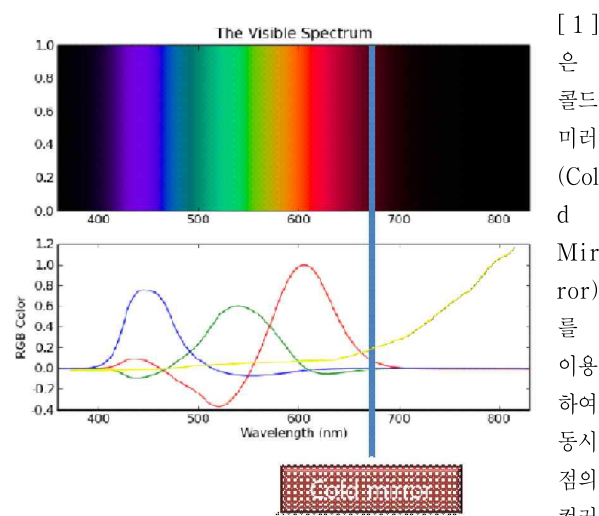 The Visible Spectrum
1.0
0.8
0.6
0.4
0.2
0.0
400 500 600 700 800
1.2
1.0
0.8
0.6
0.4
0.2
0.0
-0.2
-0.4
RGB Color
400 500 600 700 800
Wavelength (nm)
Cold mirror
[1]
은
콜드
미러
(Col
d
Mir
ror)
를
이용
하여
동시
점의